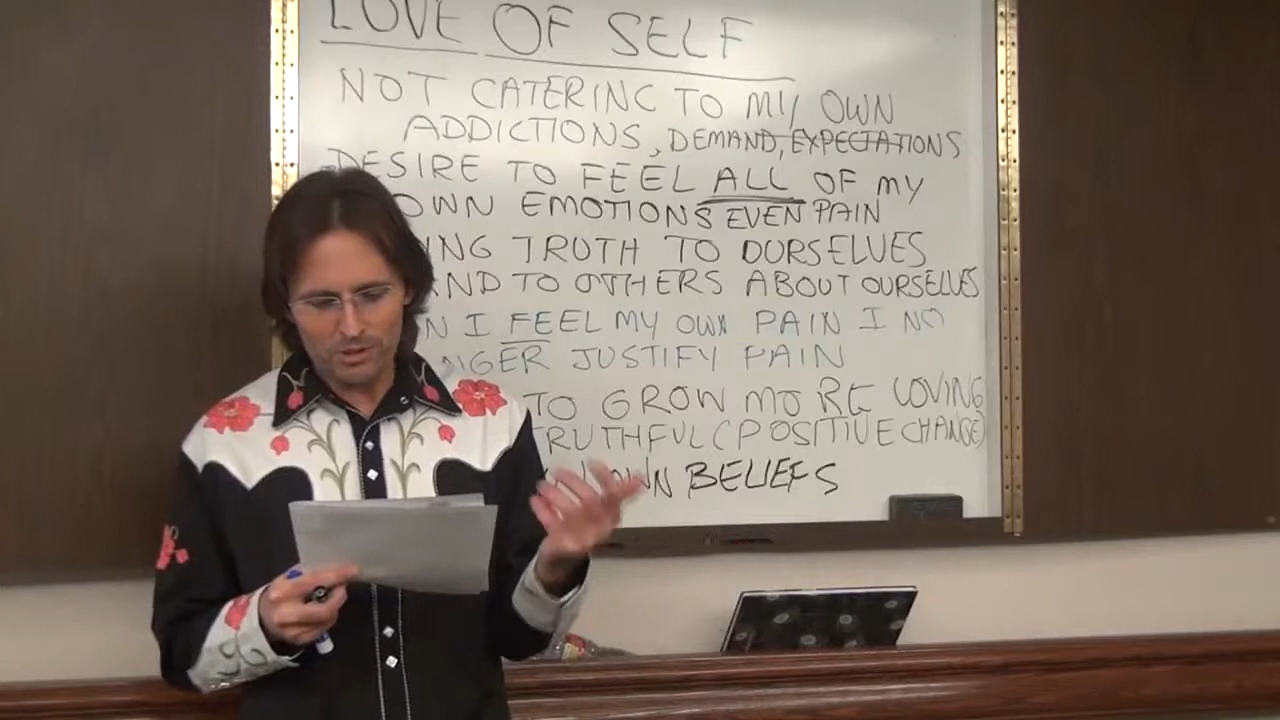 LOVE OF SELF
NOT CATERING TO MY OWN
ADDICTIONS, DEMAND, EXPECTATIONS
DESIRE TO FEEL ALL OF MY
OWN EMOTIONS EVEN PAIN
TRUTH TO OURSELVES
AND TO OTHERS ABOUT OURSELVES
I FEEL MY OWN PAIN I NO
JUSTIFY PAIN
TO GROW MORE LOVING
TRUTHFUL (POSITIVE CHANGE)
OWN BELIEFS